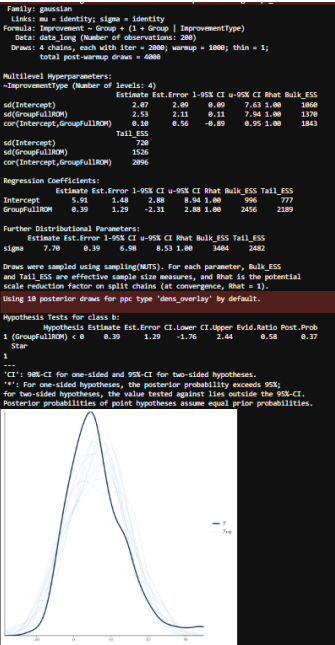 Family: gaussian
Links: mu = identity; sigma = identity
Formula: Improvement ~ Group + (1 + Group | ImprovementType)
Data: data_long (Number of observations: 200)
Draws: 4 chains, each with iter = 2000; warmup = 1000; thin = 1;
total post-warmup draws = 4000
Multilevel Hyperparameters:
~ImprovementType (Number of levels: 4)
Estimate Est.Error l-95% CI u-95% CI Rhat Bulk_ESS
sd(Intercept) 2.07 2.09 0.09 7.63 1.00 1060
sd(GroupFullROM) 2.53 2.11 0.11 7.94 1.00 1370
cor(Intercept,GroupFullROM) 0.10 0.56 -0.89 0.95 1.00 1843
Tail_ESS
sd(Intercept) 720
sd(GroupFullROM) 1526
cor(Intercept,GroupFullROM) 2096
Regression Coefficients:
Estimate Est.Error l-95% CI u-95% CI Rhat Bulk_ESS Tail_ESS
Intercept 5.91 1.48 2.88 8.94 1.00 996 777
GroupFullROM 0.39 1.29 -2.31 2.88 1.00 2456 2189
Further Distributional Parameters:
Estimate Est.Error l-95% CI u-95% CI Rhat Bulk_ESS Tail_ESS
sigma 7.70 0.39 6.98 8.53 1.00 3404 2482
Draws were sampled using sampling(NUTS). For each parameter, Bulk_ESS
and Tail_ESS are effective sample size measures, and Rhat is the potential
scale reduction factor on split chains (at convergence, Rhat = 1).
Using 10 posterior draws for ppc type 'dens_overlay' by default.
Hypothesis Tests for class b:
Hypothesis Estimate Est.Error CI.Lower CI.Upper Evid.Ratio Post.Prob
1 (GroupFullROM) < 0 0.39 1.29 -1.76 2.44 0.58 0.37
Star
1
---
'CI': 90%-CI for one-sided and 95%-CI for two-sided hypotheses.
'*': For one-sided hypotheses, the posterior probability exceeds 95%;
for two-sided hypotheses, the value tested against lies outside the 95%-CI.
Posterior probabilities of point hypotheses assume equal prior probabilities.
y
y rep